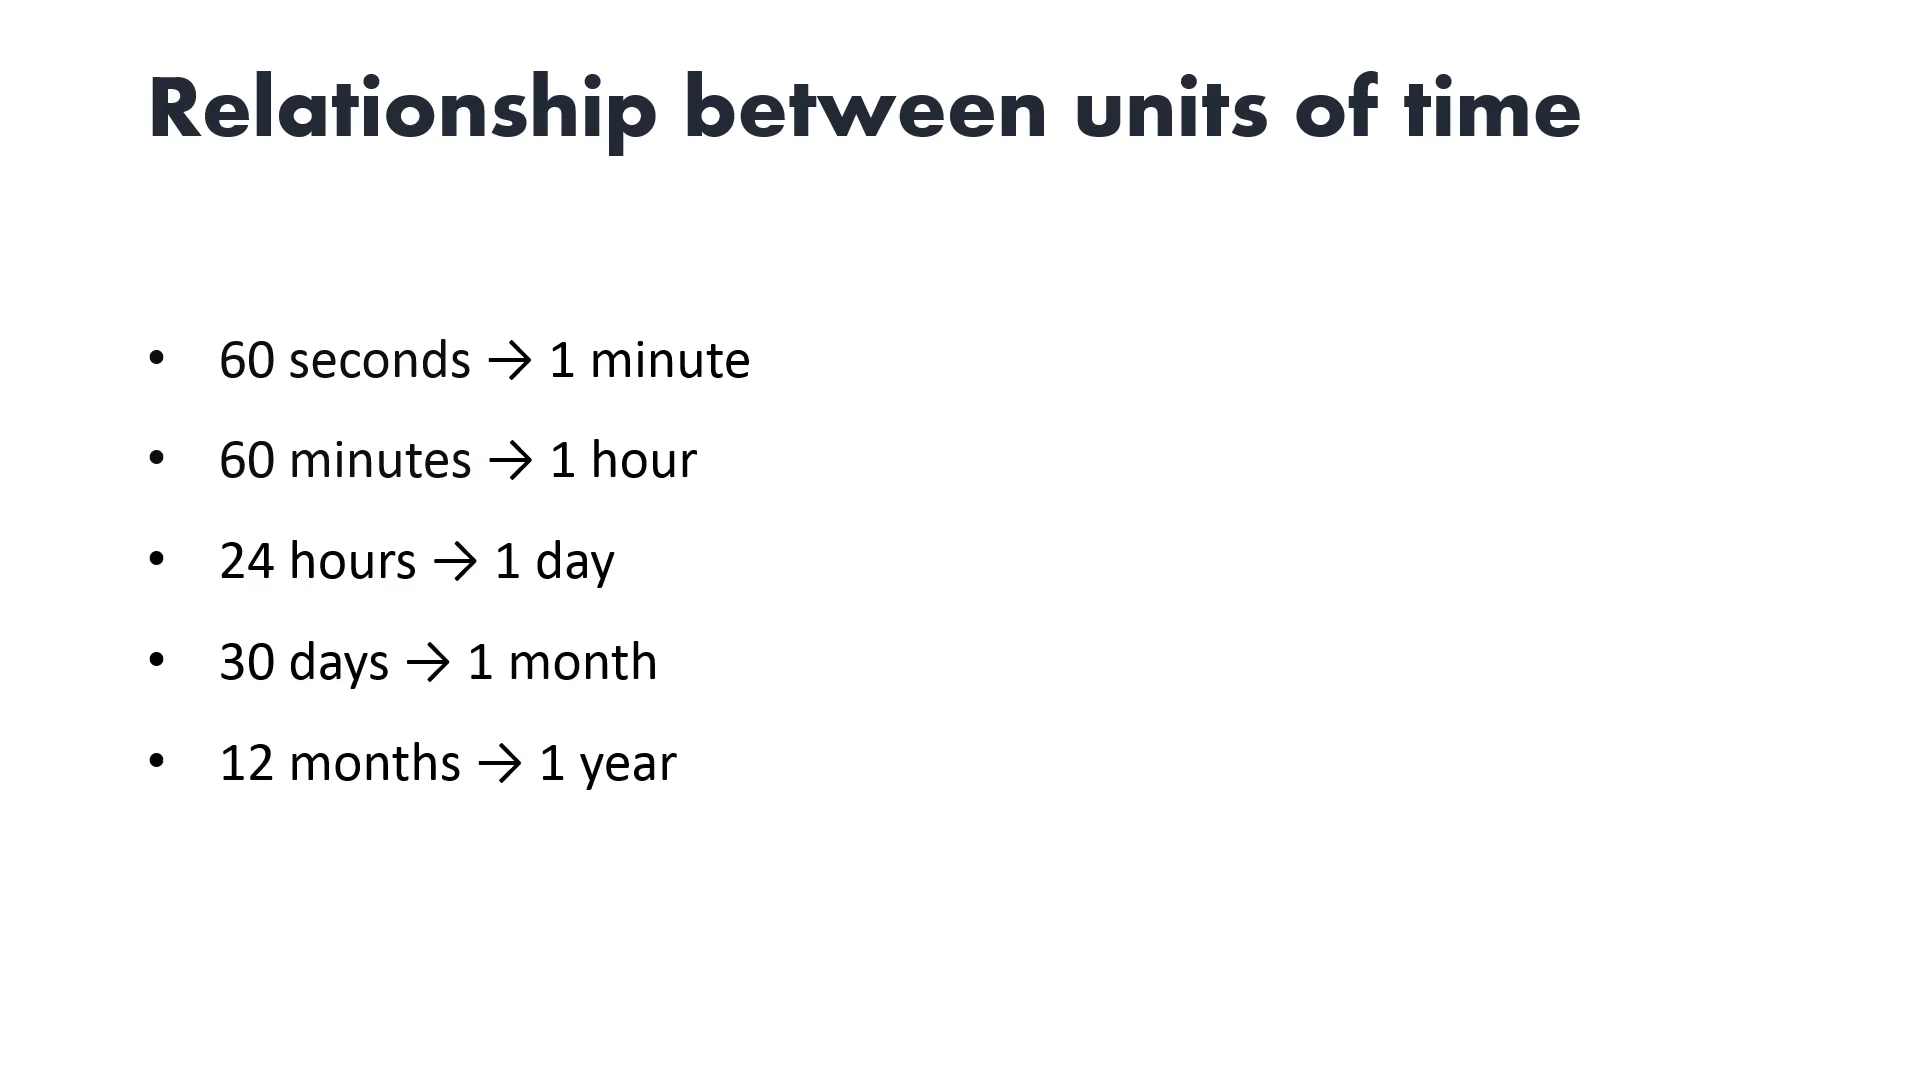 Relationship between units of time
• 60 seconds → 1 minute
• 60 minutes → 1 hour
• 24 hours → 1 day
• 30 days → 1 month
• 12 months → 1 year